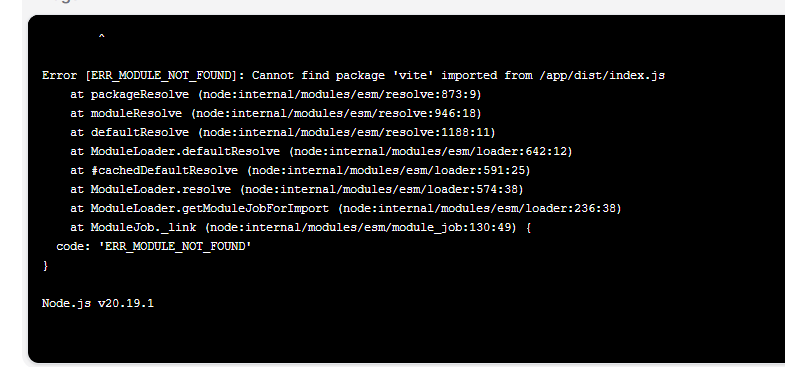 ^
Error [ERR_MODULE_NOT_FOUND]: Cannot find package 'vite' imported from /app/dist/index.js
    at packageResolve (node:internal/modules/esm/resolve:873:9)
    at moduleResolve (node:internal/modules/esm/resolve:946:18)
    at defaultResolve (node:internal/modules/esm/resolve:1188:11)
    at ModuleLoader.defaultResolve (node:internal/modules/esm/loader:642:12)
    at #cachedDefaultResolve (node:internal/modules/esm/loader:591:25)
    at ModuleLoader.resolve (node:internal/modules/esm/loader:574:38)
    at ModuleLoader.getModuleJobForImport (node:internal/modules/esm/loader:236:38)
    at ModuleJob._link (node:internal/modules/esm/module_job:130:49) {
  code: 'ERR_MODULE_NOT_FOUND'
}
Node.js v20.19.1